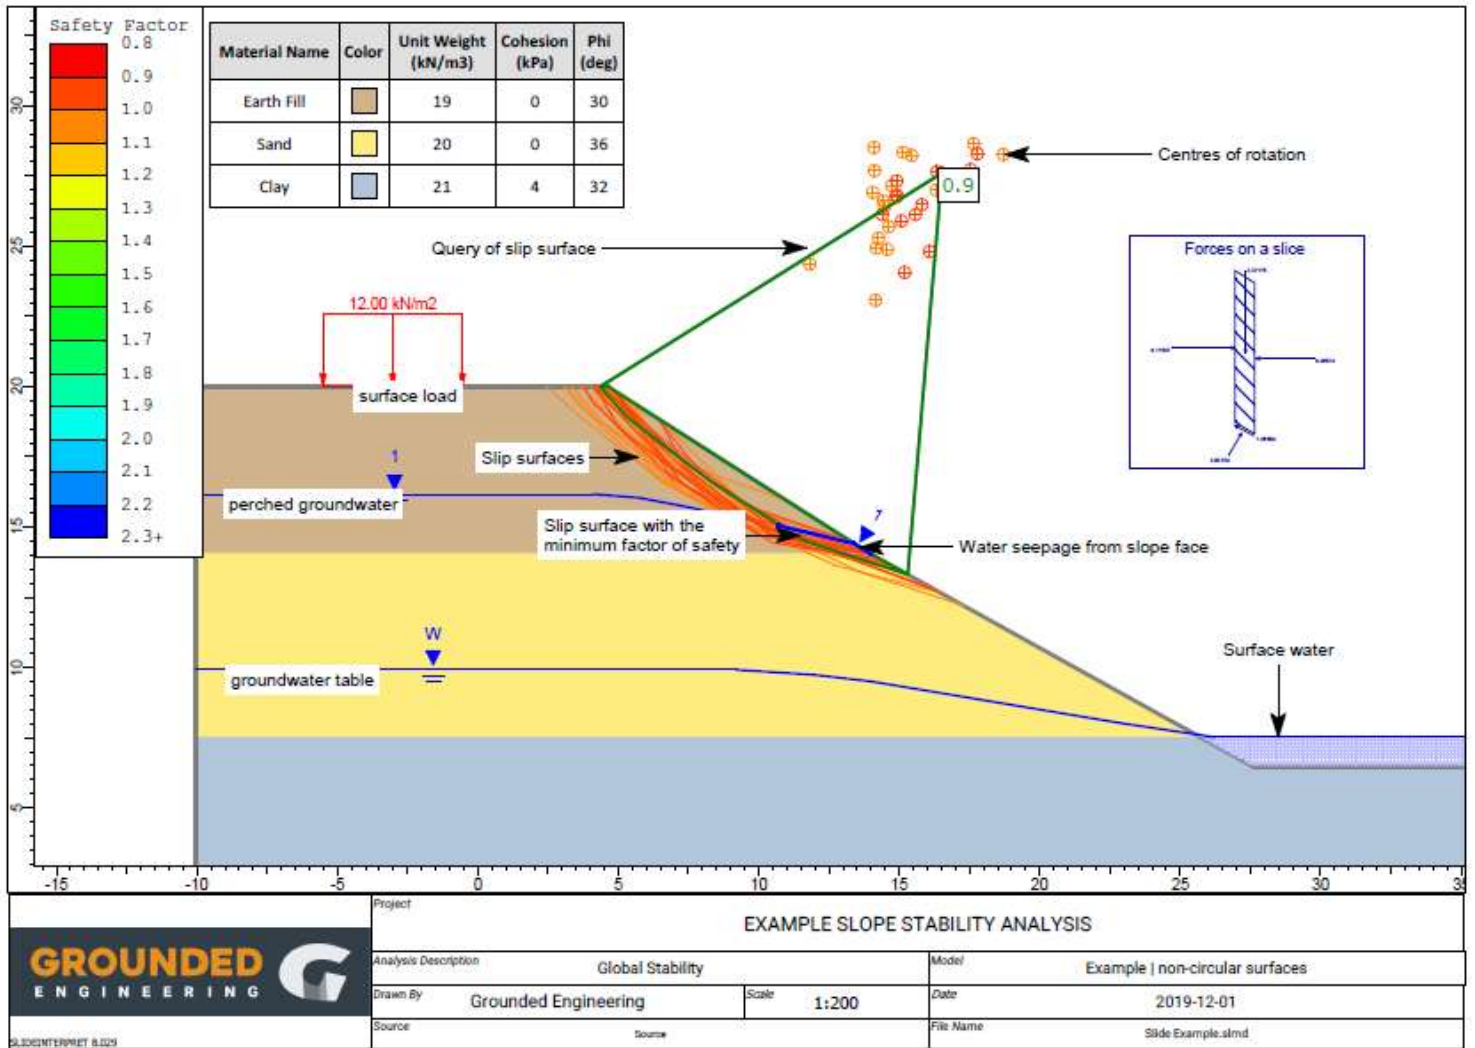 Safety Factor
0.8
0.9
1.0
1.1
1.2
1.3
1.4
1.5
1.6
1.7
1.8
1.9
2.0
2.1
2.2
2.3+
Material Name Color Unit Weight (kN/m3) Cohesion (kPa) Phi (deg)
Earth Fill 19 0 30
Sand 20 0 36
Clay 21 4 32
Centres of rotation
0.9
Query of slip surface
Forces on a slice
12.00 kN/m2
surface load
Slip surfaces
1
perched groundwater
Slip surface with the
minimum factor of safety
7
Water seepage from slope face
W
groundwater table
Surface water
30
25
20
15
10
5
-15 -10 -5 0 5 10 15 20 25 30 35
Project
EXAMPLE SLOPE STABILITY ANALYSIS
GROUNDED
ENGINEERING
Analysis Description Global Stability Model Example | non-circular surfaces
Drawn By Grounded Engineering Scale 1:200 Date 2019-12-01
Source Source File Name Slide Example.slmd
SLIDEINTERPRET 8.029